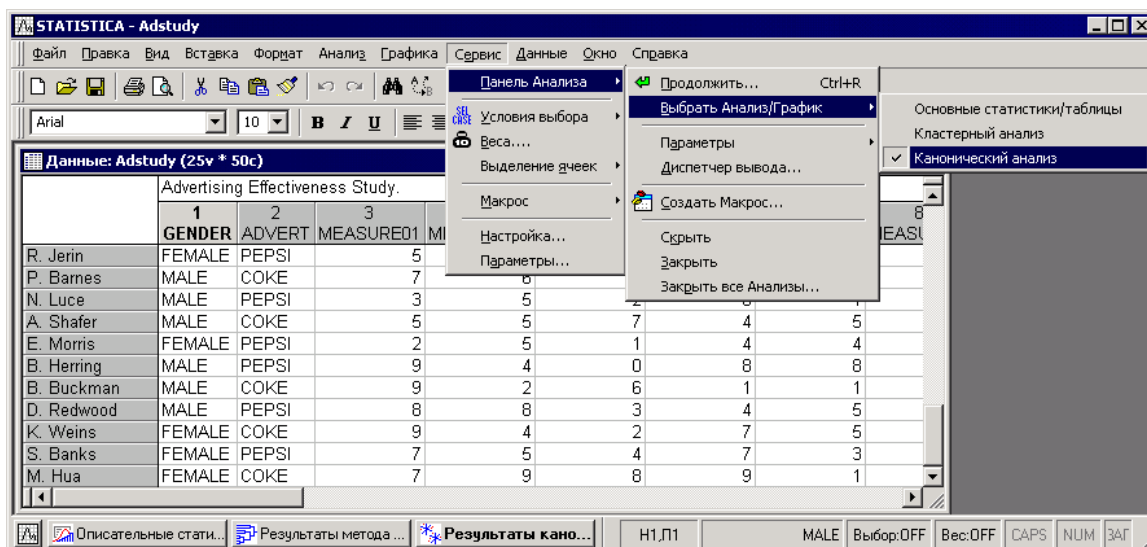 STATISTICA - Adstudy
Файл Правка Вид Вставка Формат Анализ Графика Сервис Данные Окно Справка
Панель Анализа
Продолжить... Ctrl+R
Выбрать Анализ/График
Основные статистики/таблицы
Arial 10 B I U
Условия выбора
Кластерный анализ
Веса....
Параметры
Канонический анализ
Данные: Adstudy (25v * 50c)
Выделение ячеек
Диспетчер вывода...
Advertising Effectiveness Study.
Макрос
Создать Макрос...
1 2 3 8
GENDER ADVERT MEASURE01
Настройка...
Скрыть
Параметры...
Закрыть
Закрыть все Анализы...
R. Jerin FEMALE PEPSI 5
P. Barnes MALE COKE 7 6
N. Luce MALE PEPSI 3 5
A. Shafer MALE COKE 5 5 7 4 5
E. Morris FEMALE PEPSI 2 5 1 4 4
B. Herring MALE PEPSI 9 4 0 8 8
B. Buckman MALE COKE 9 2 6 1 1
D. Redwood MALE PEPSI 8 8 3 4 5
K. Weins FEMALE COKE 9 4 2 7 5
S. Banks FEMALE PEPSI 7 5 4 7 3
M. Hua FEMALE COKE 7 9 8 9 1
Описательные стати... Результаты метода ... Результаты кано... Н1,П1 MALE Выбор:OFF Вес:OFF CAPS NUM ЗАГ